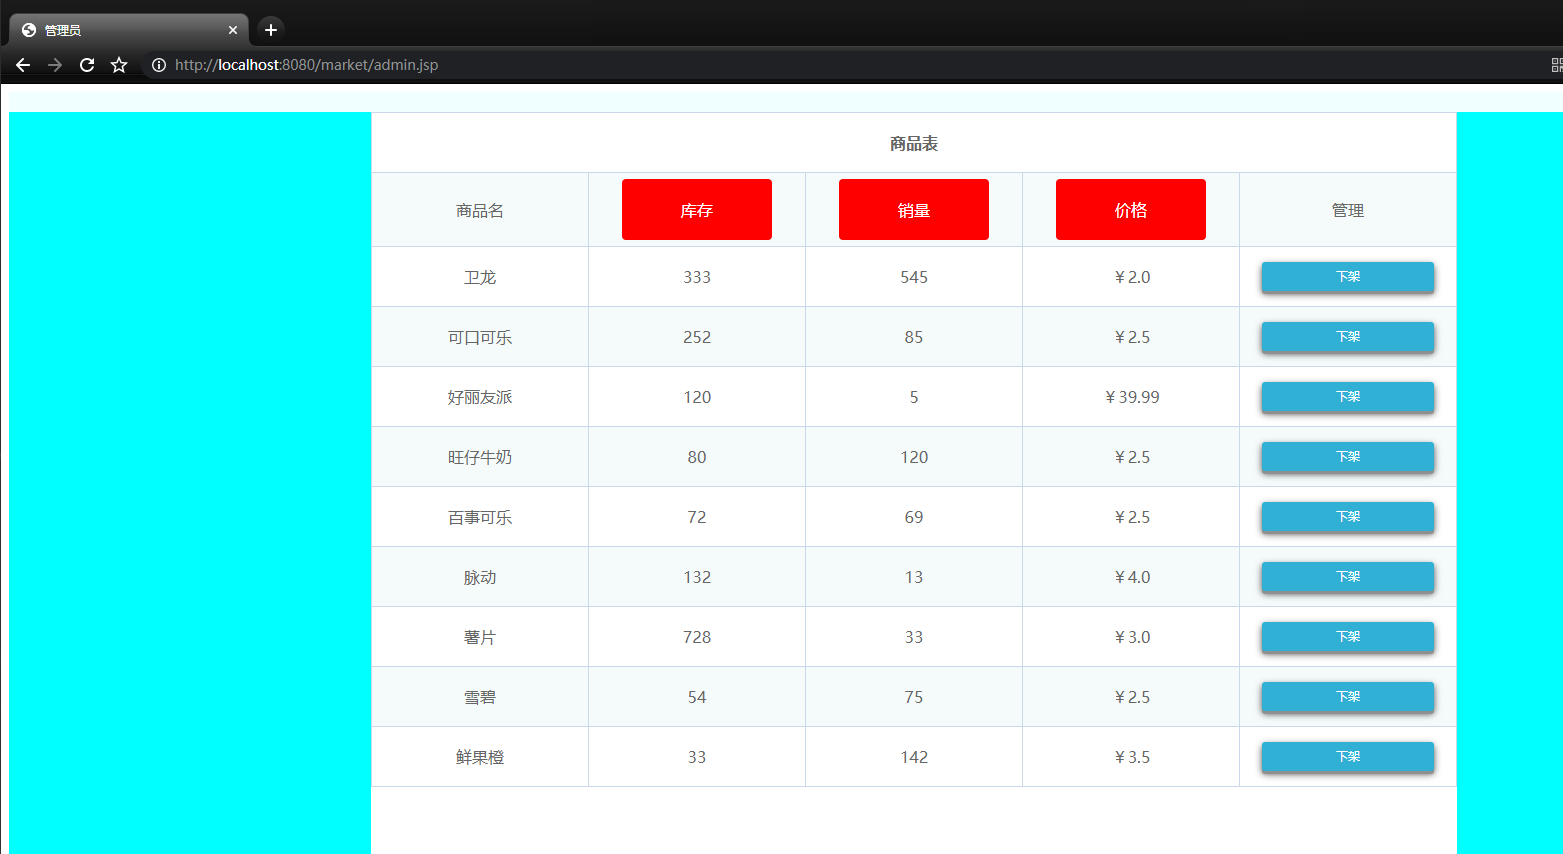 管理员
http://localhost:8080/market/admin.jsp
商品表
商品名 库存 销量 价格 管理
卫龙 333 545 ￥2.0 下架
可口可乐 252 85 ￥2.5 下架
好丽友派 120 5 ￥39.99 下架
旺仔牛奶 80 120 ￥2.5 下架
百事可乐 72 69 ￥2.5 下架
脉动 132 13 ￥4.0 下架
薯片 728 33 ￥3.0 下架
雪碧 54 75 ￥2.5 下架
鲜果橙 33 142 ￥3.5 下架